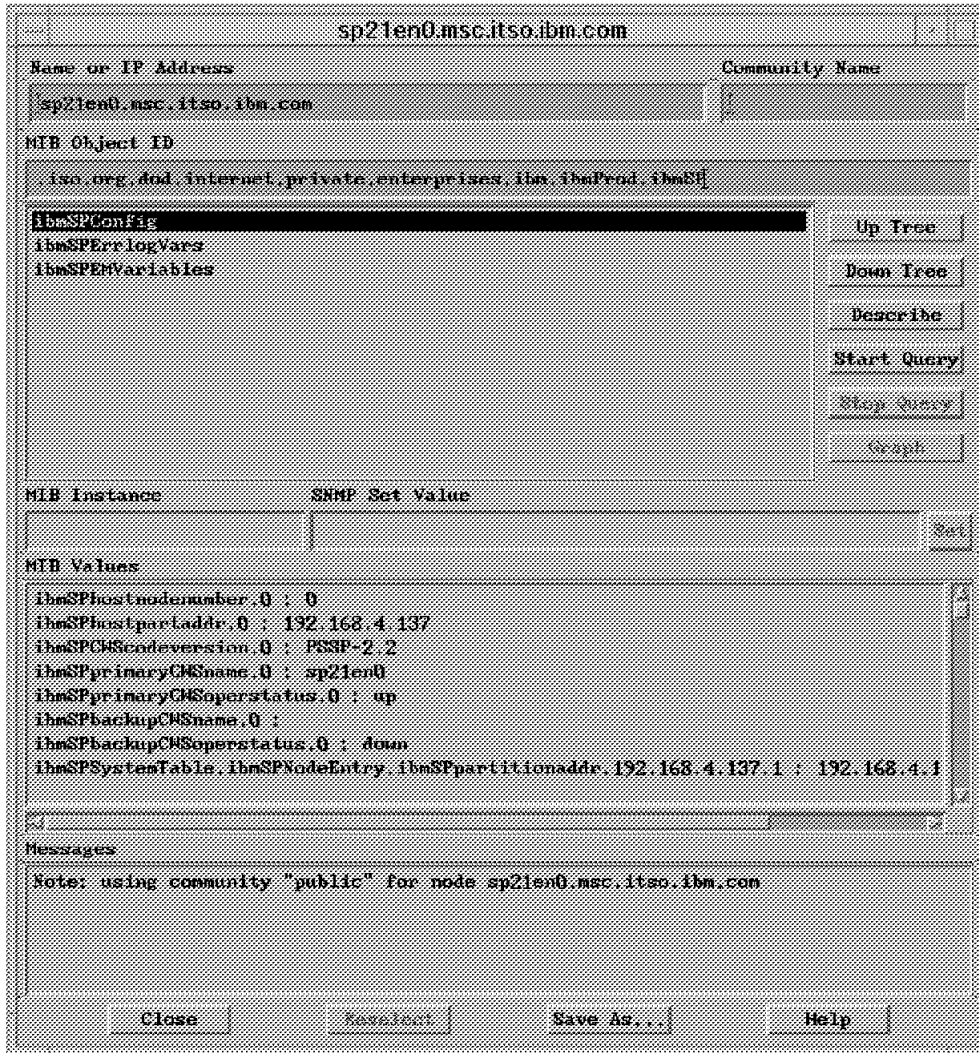 sp21en0.msc.itso.ibm.com
Name or IP Address
Community Name
sp21en0.msc.itso.ibm.com
MIB Object ID
.iso.org.dod.internet.private.enterprises.ibm.ibmProd.ibmSP
ibmSPConfig
ibmSPErrlogVars
ibmSPEMVariables
Up Tree
Down Tree
Describe
Start Query
Stop Query
Graph
MIB Instance
SNMP Set Value
Set
MIB Values
ibmSPhostnodenumber.0 : 0
ibmSPhostpartaddr.0 : 192.168.4.137
ibmSPCWScodeversion.0 : PSSP-2.2
ibmSPprimaryCWSname.0 : sp21en0
ibmSPprimaryCWSoperstatus.0 : up
ibmSPbackupCWSname.0 :
ibmSPbackupCWSoperstatus.0 : down
ibmSPSystemTable.ibmSPNodeEntry.ibmSPpartitionaddr.192.168.4.137.1 : 192.168.4.1
Messages
Note: using community "public" for node sp21en0.msc.itso.ibm.com
Close
Reselect
Save As...
Help